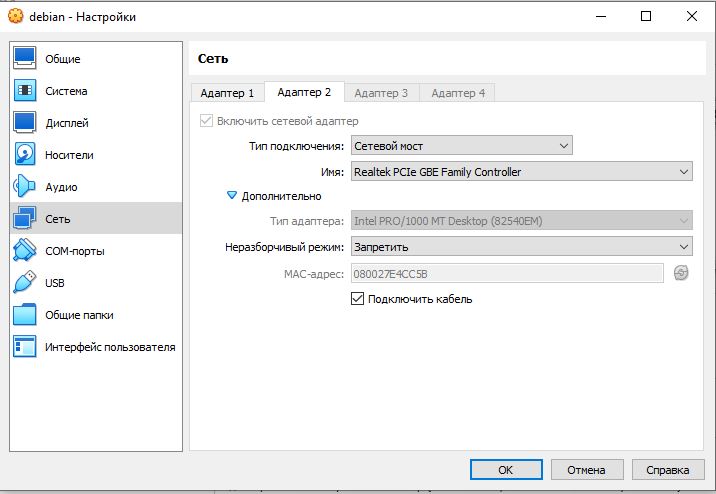 debian - Настройки
Общие
Система
Дисплей
Носители
Аудио
Сеть
COM-порты
USB
Общие папки
Интерфейс пользователя
Сеть
Адаптер 1 Адаптер 2 Адаптер 3 Адаптер 4
Включить сетевой адаптер
Тип подключения: Сетевой мост
Имя: Realtek PCIe GBE Family Controller
Дополнительно
Тип адаптера: Intel PRO/1000 MT Desktop (82540EM)
Неразборчивый режим: Запретить
MAC-адрес: 080027E4CC5B
Подключить кабель
OK Отмена Справка